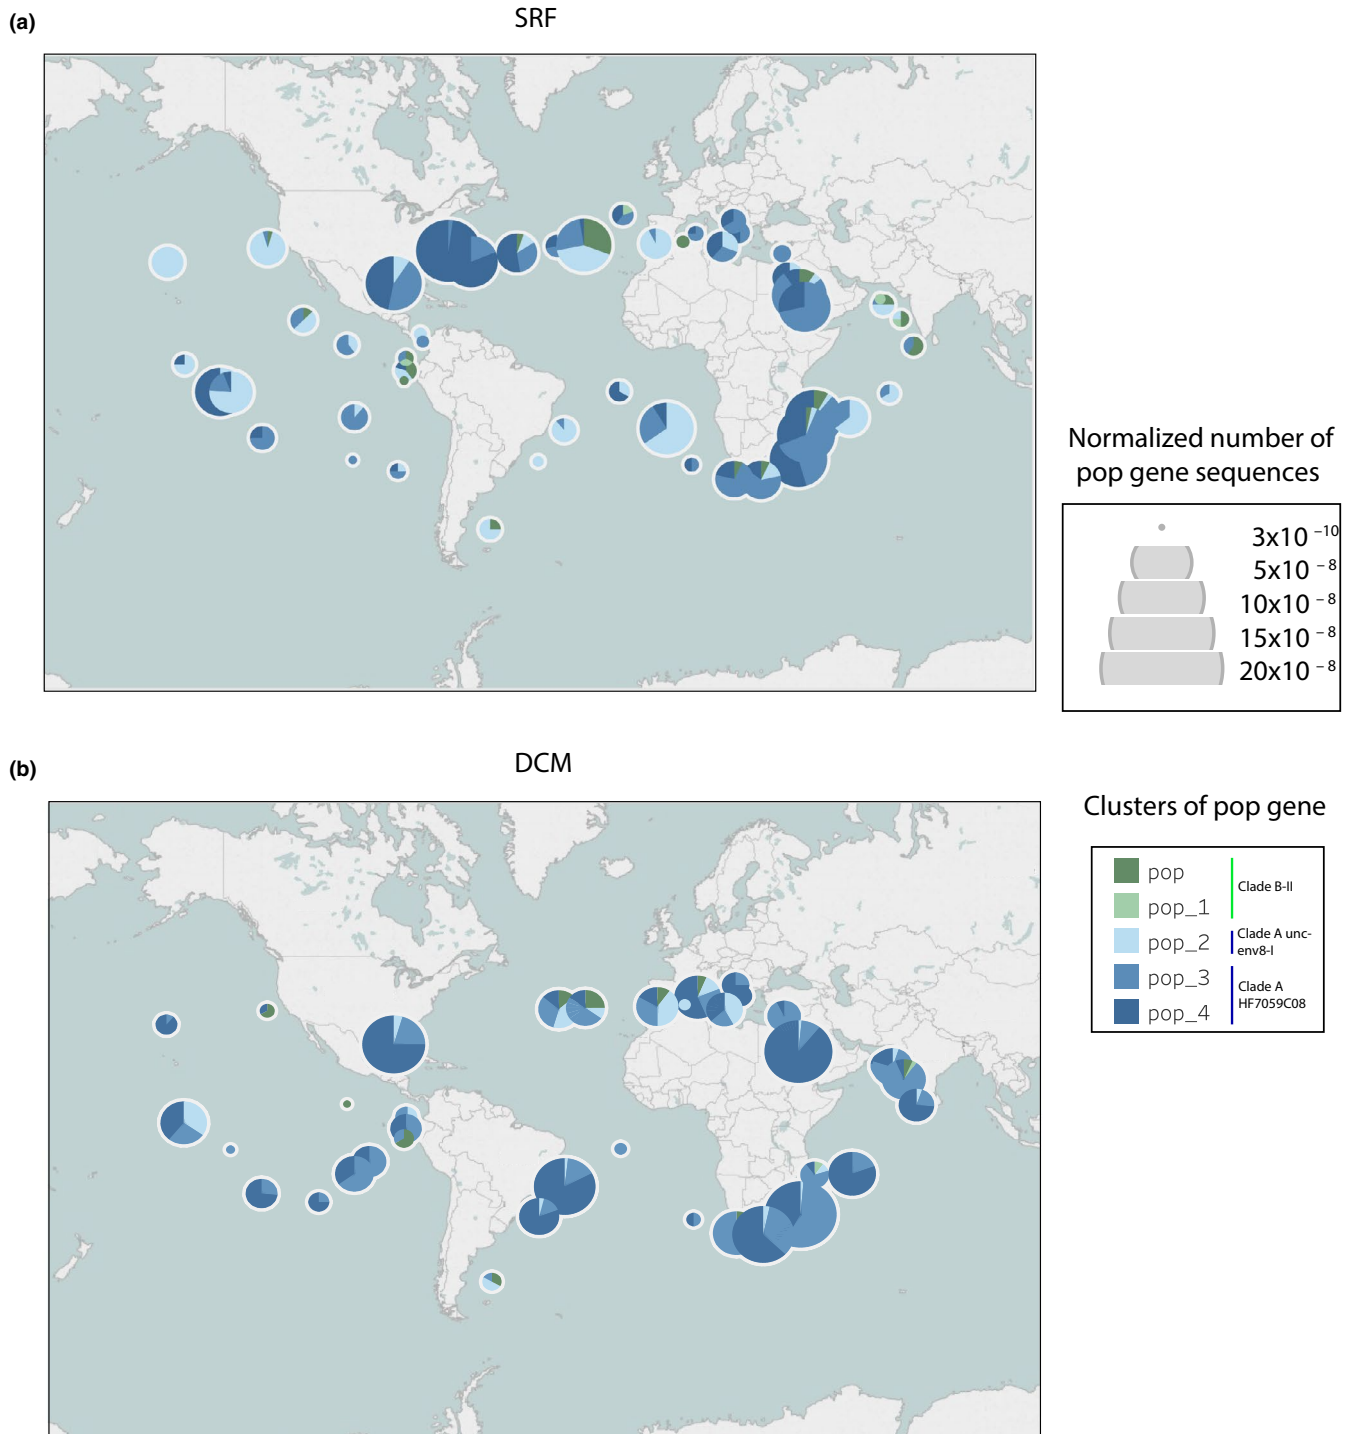 (a)
SRF
Normalized number of
pop gene sequences
3x10 −10
5x10 −8
10x10 −8
15x10 −8
20x10 −8
(b)
DCM
Clusters of pop gene
pop
pop_1
Clade B-II
pop_2
Clade A unc-
env8-I
pop_3
pop_4
Clade A
HF7059C08